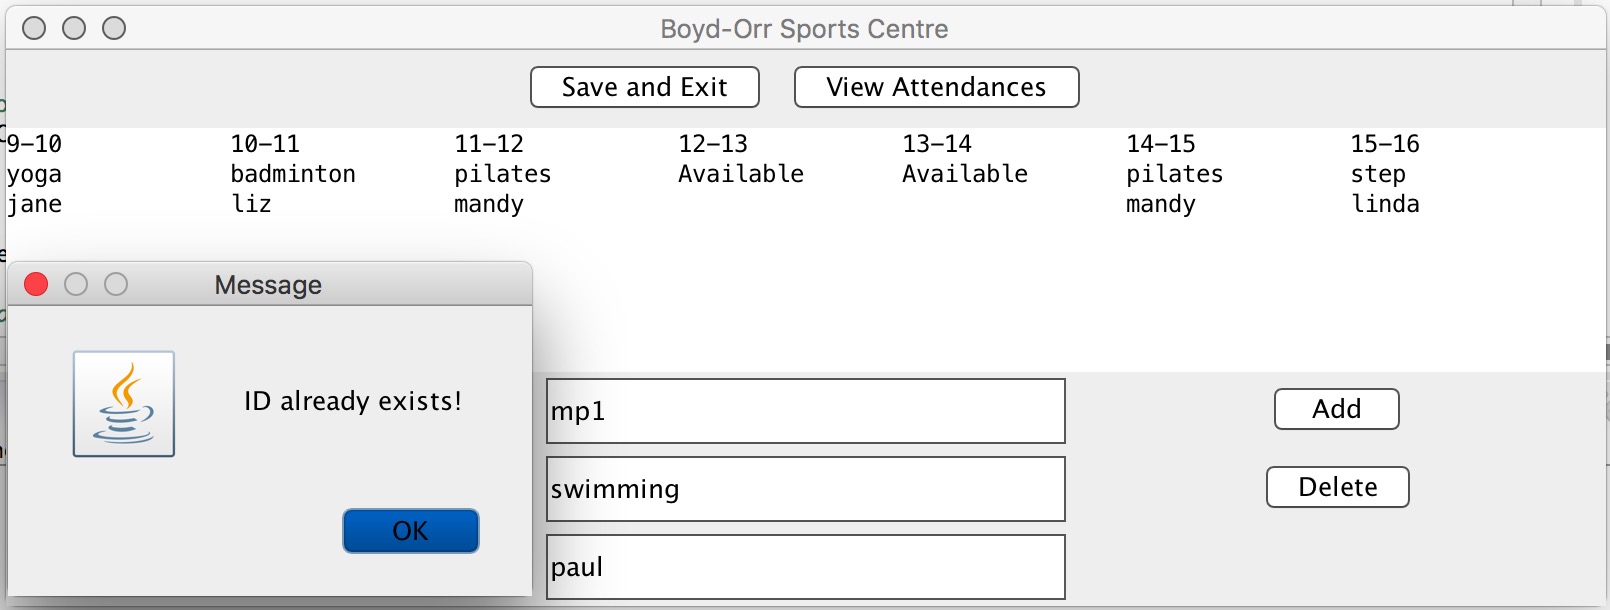 Boyd-Orr Sports Centre
Save and Exit View Attendances
9-10 10-11 11-12 12-13 13-14 14-15 15-16
yoga badminton pilates Available Available pilates step
jane liz mandy mandy linda
Message
ID already exists!
OK
mp1 Add
swimming Delete
paul